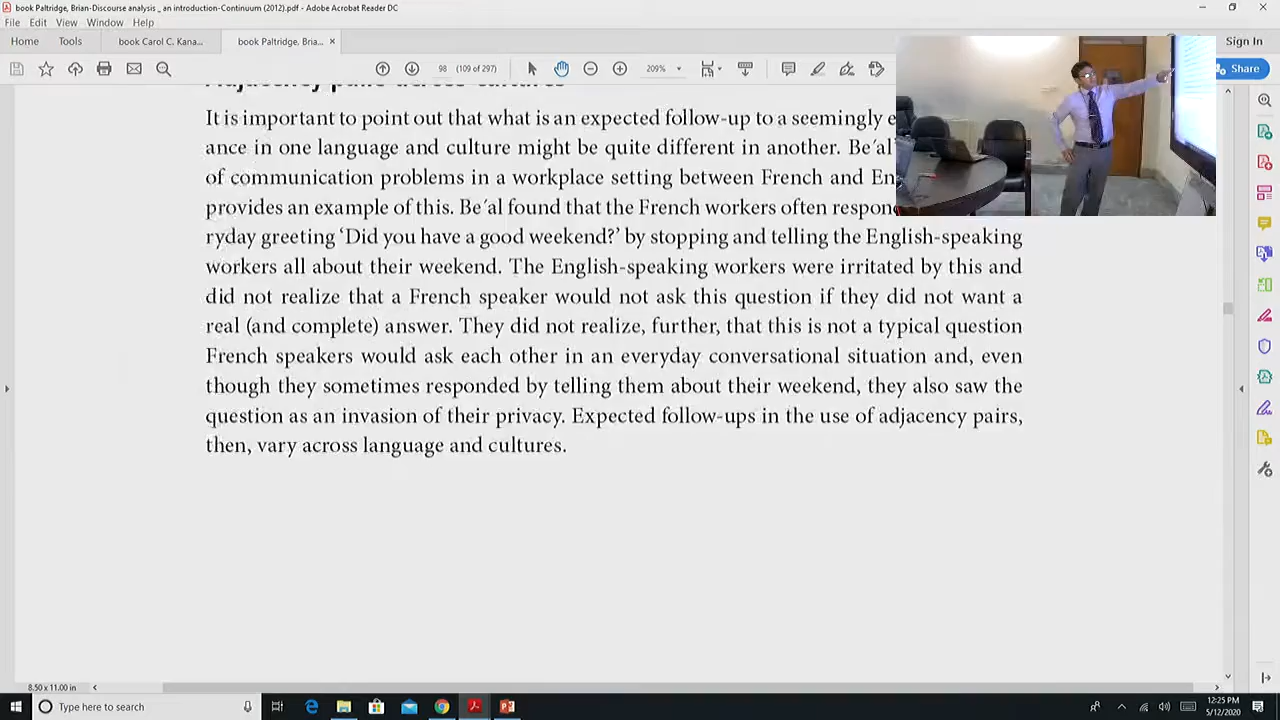 book Paltridge, Brian-Discourse analysis _ an introduction-Continuum (2012).pdf - Adobe Acrobat Reader DC
File Edit View Window Help
Home Tools book Carol C. Kana... book Paltridge, Bria... × Sign In
98 (109 of 297) 209% Share
Adjacency pairs across cultures
It is important to point out that what is an expected follow-up to a seemingly e
ance in one language and culture might be quite different in another. Be´al
of communication problems in a workplace setting between French and En
provides an example of this. Be´al found that the French workers often respon
ryday greeting ‘Did you have a good weekend?’ by stopping and telling the English-speaking
workers all about their weekend. The English-speaking workers were irritated by this and
did not realize that a French speaker would not ask this question if they did not want a
real (and complete) answer. They did not realize, further, that this is not a typical question
French speakers would ask each other in an everyday conversational situation and, even
though they sometimes responded by telling them about their weekend, they also saw the
question as an invasion of their privacy. Expected follow-ups in the use of adjacency pairs,
then, vary across language and cultures.
8.50 x 11.00 in
Type here to search
12:25 PM
5/12/2020